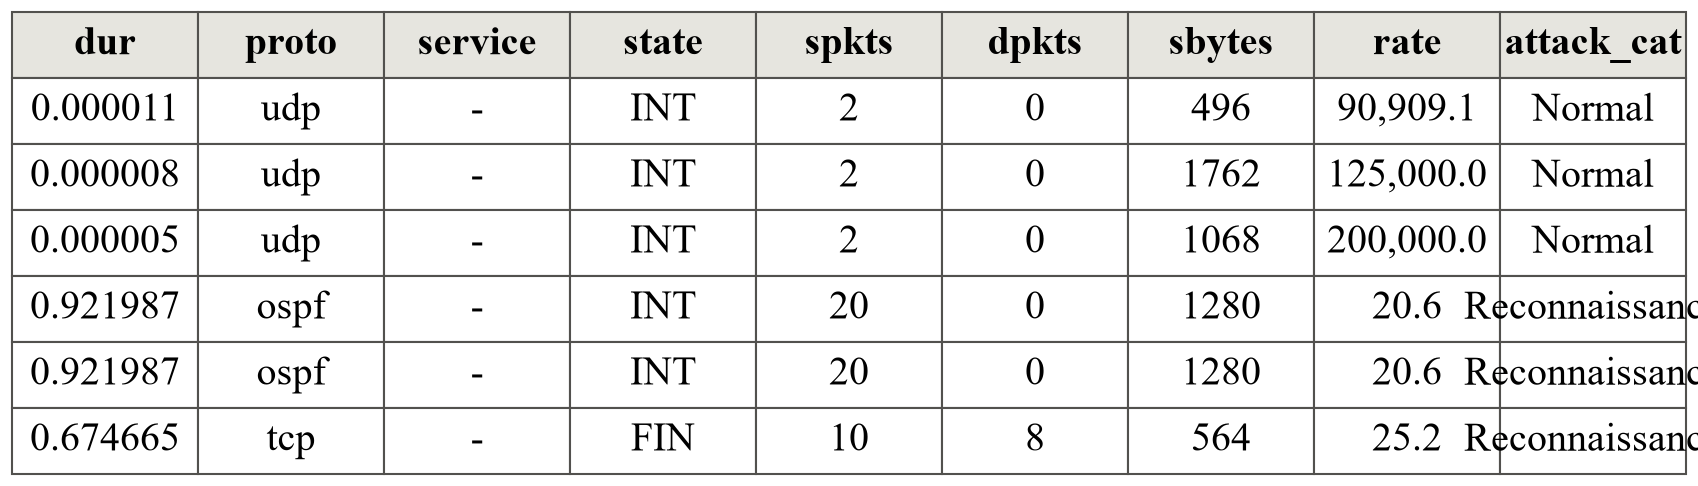 dur proto service state spkts dpkts sbytes rate attack_cat
0.000011 udp - INT 2 0 496 90,909.1 Normal
0.000008 udp - INT 2 0 1762 125,000.0 Normal
0.000005 udp - INT 2 0 1068 200,000.0 Normal
0.921987 ospf - INT 20 0 1280 20.6 Reconnaissanc
0.921987 ospf - INT 20 0 1280 20.6 Reconnaissanc
0.674665 tcp - FIN 10 8 564 25.2 Reconnaissanc